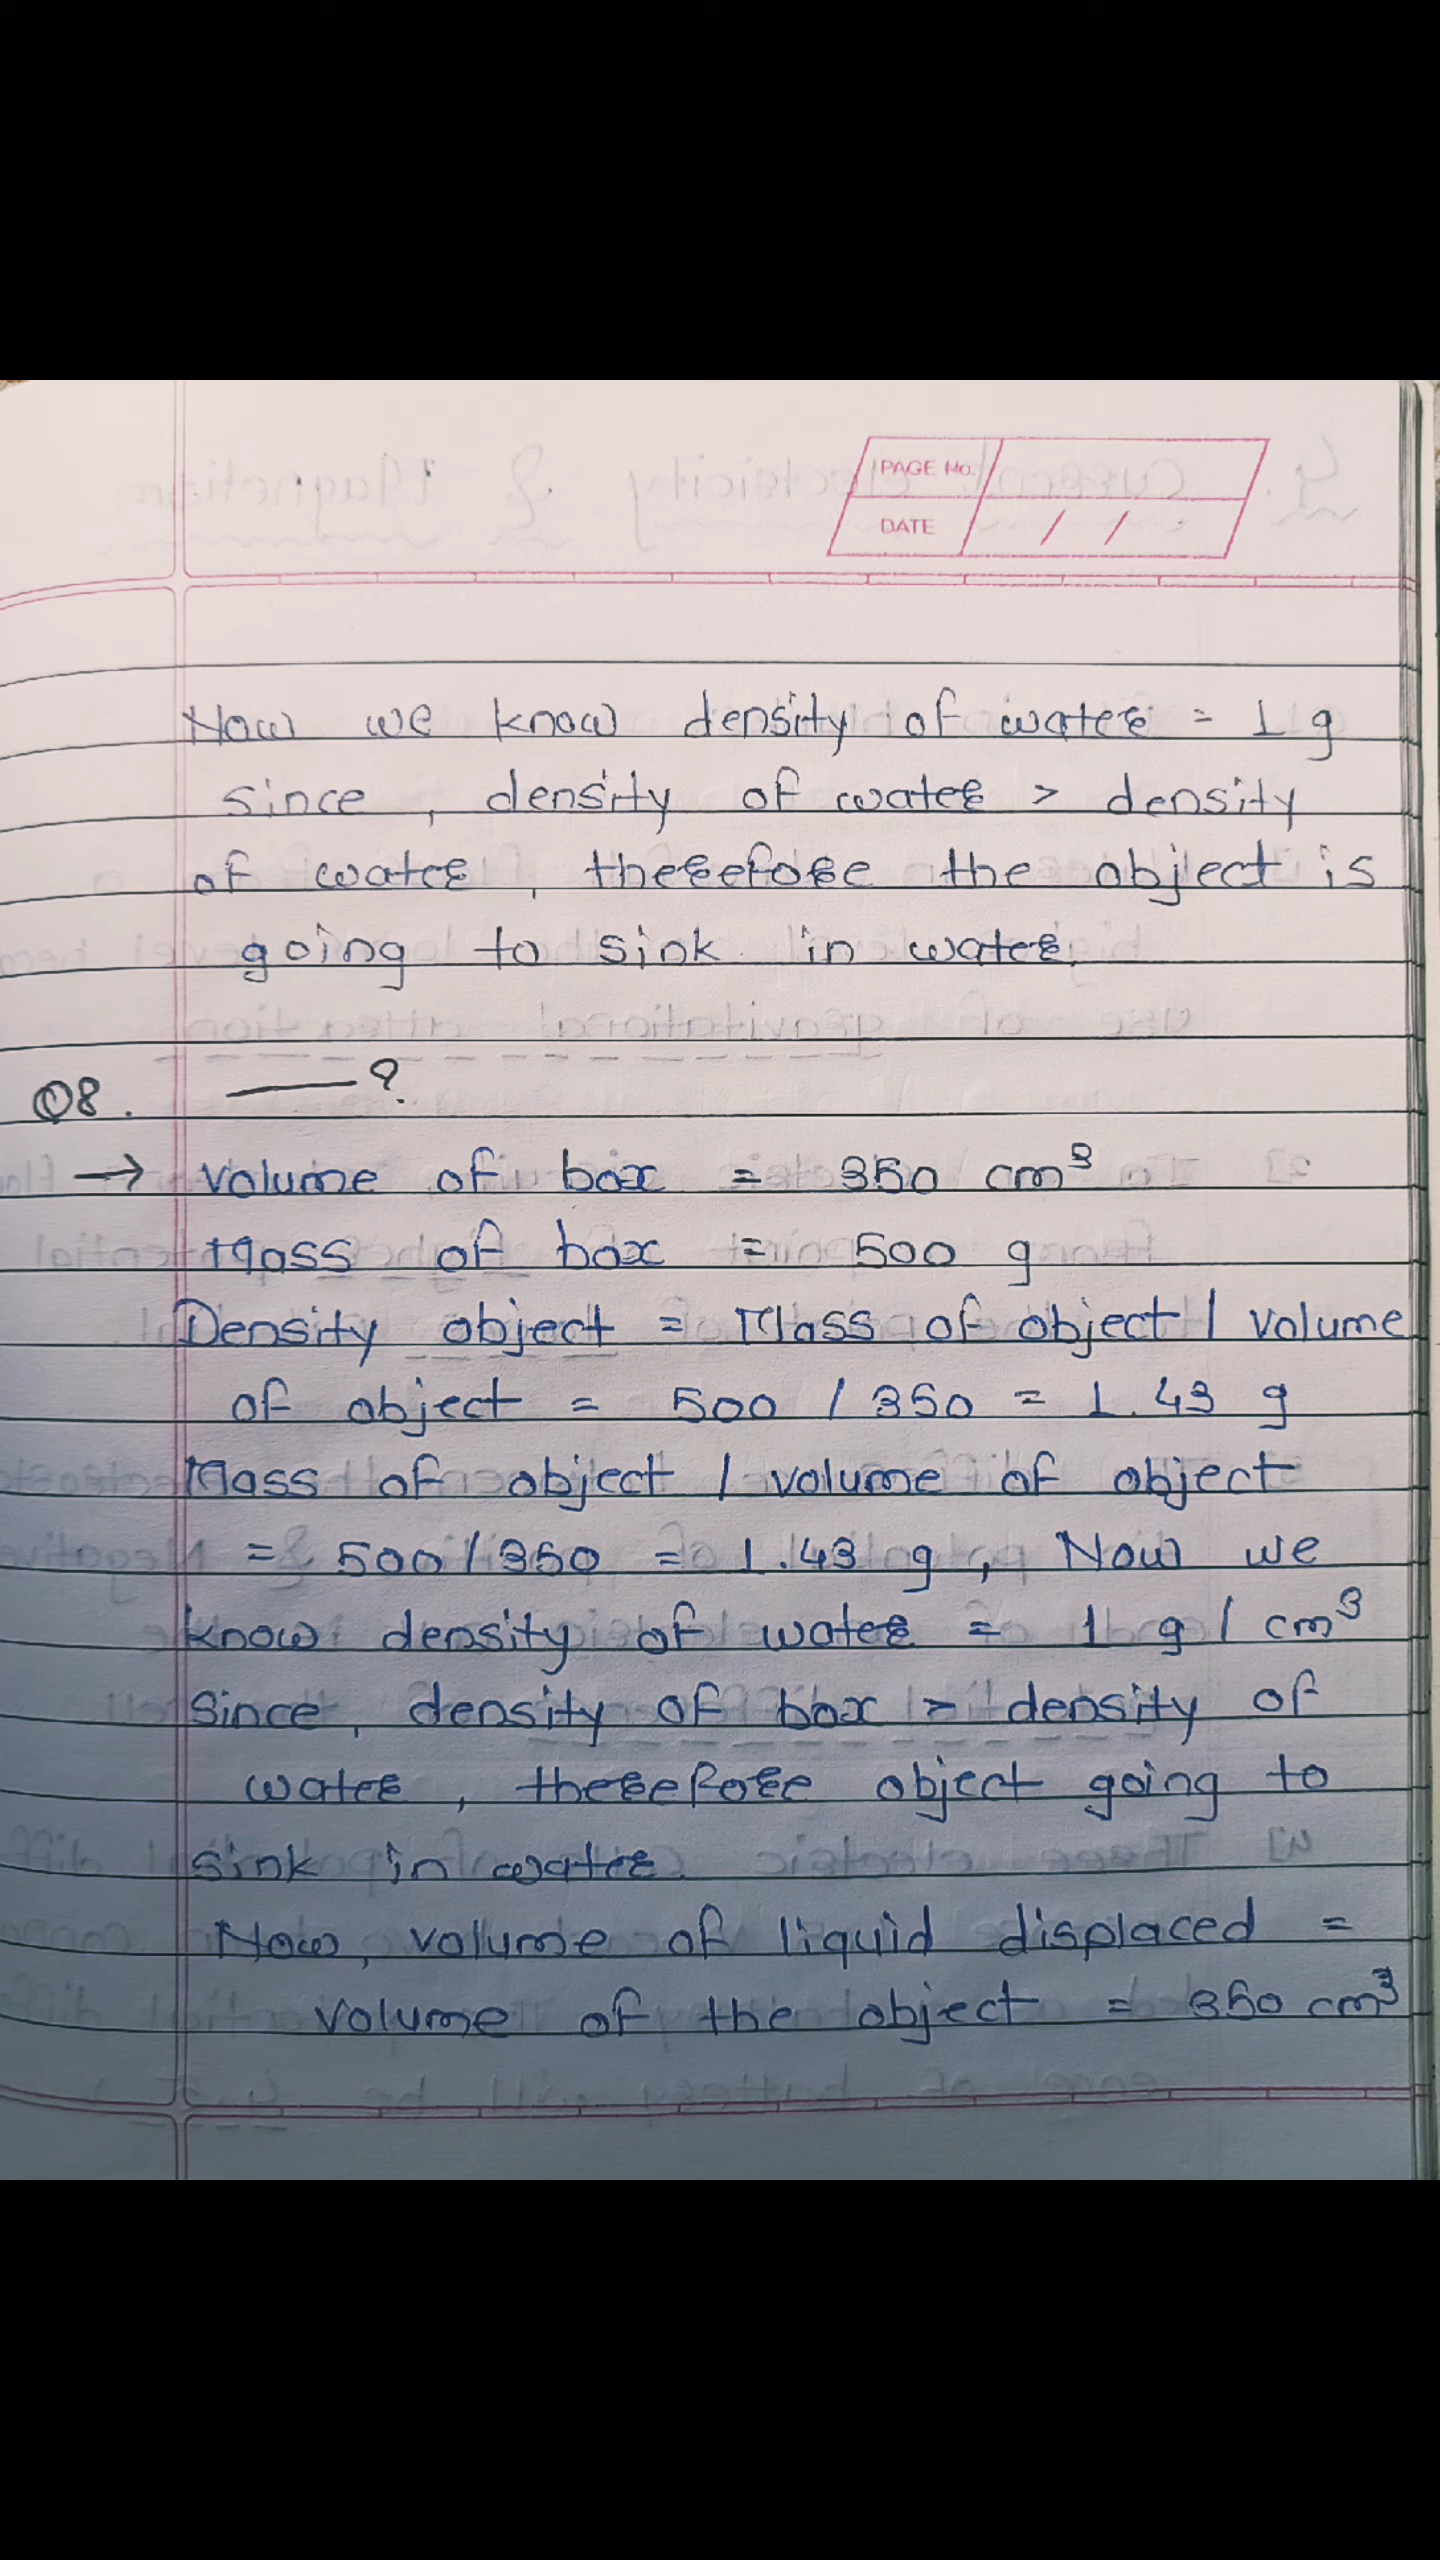 PAGE No.
DATE / /
Now we know density of water = 1 g
since, density of water > density
of water, therefore the object is
going to sink in water.
Q8. ——?
→ Volume of box = 350 cm³
Mass of box = 500 g
Density object = Mass of object / volume
of object = 500 / 350 = 1.43 g
Mass of object / volume of object
= 500/350 = 1.43 g, Now we
know density of water = 1 g / cm³
Since, density of box > density of
water, therefore object going to
sink in water.
Now, volume of liquid displaced =
volume of the object = 350 cm³